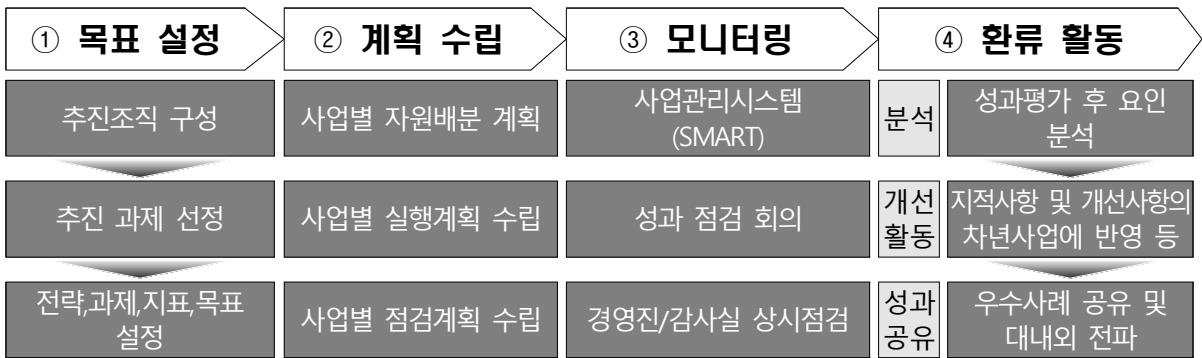 ① 목표 설정
② 계획 수립
③ 모니터링
④ 환류 활동
추진조직 구성
사업별 자원배분 계획
사업관리시스템
(SMART)
분석
성과평가 후 요인
분석
추진 과제 선정
사업별 실행계획 수립
성과 점검 회의
개선
활동
지적사항 및 개선사항의
차년사업에 반영 등
전략,과제,지표,목표
설정
사업별 점검계획 수립
경영진/감사실 상시점검
성과
공유
우수사례 공유 및
대내외 전파